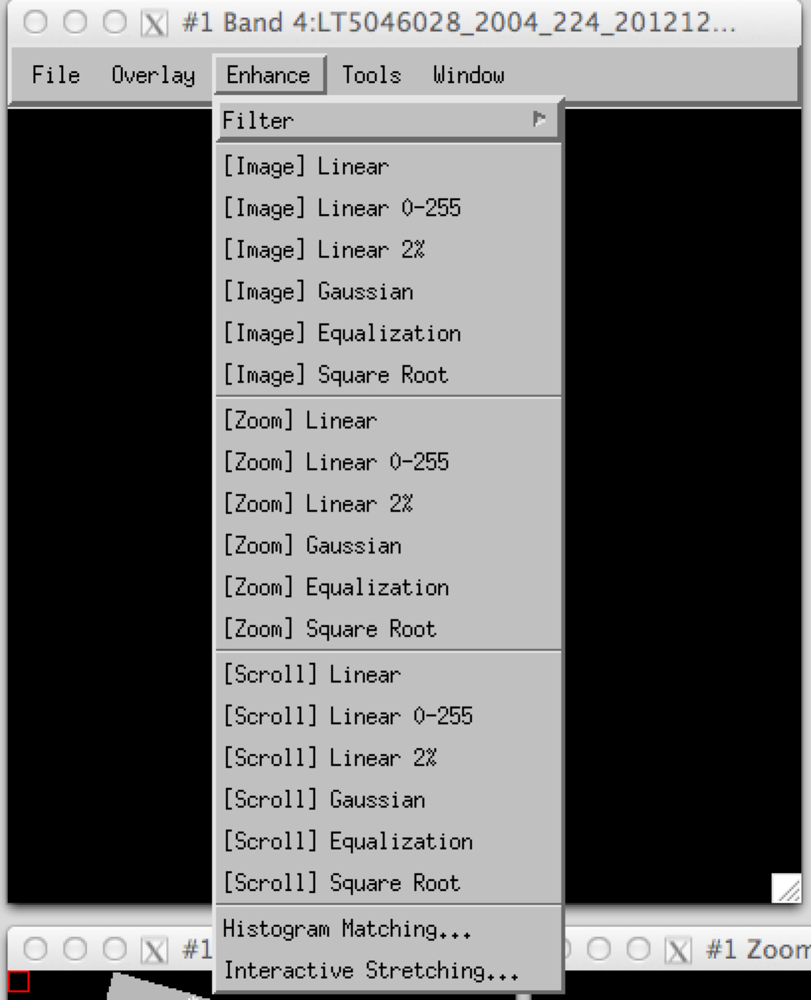 #1 Band 4:LT5046028_2004_224_201212...
File Overlay Enhance Tools Window
Filter
[Image] Linear
[Image] Linear 0-255
[Image] Linear 2%
[Image] Gaussian
[Image] Equalization
[Image] Square Root
[Zoom] Linear
[Zoom] Linear 0-255
[Zoom] Linear 2%
[Zoom] Gaussian
[Zoom] Equalization
[Zoom] Square Root
[Scroll] Linear
[Scroll] Linear 0-255
[Scroll] Linear 2%
[Scroll] Gaussian
[Scroll] Equalization
[Scroll] Square Root
Histogram Matching...
Interactive Stretching...
#1
#1 Zoom